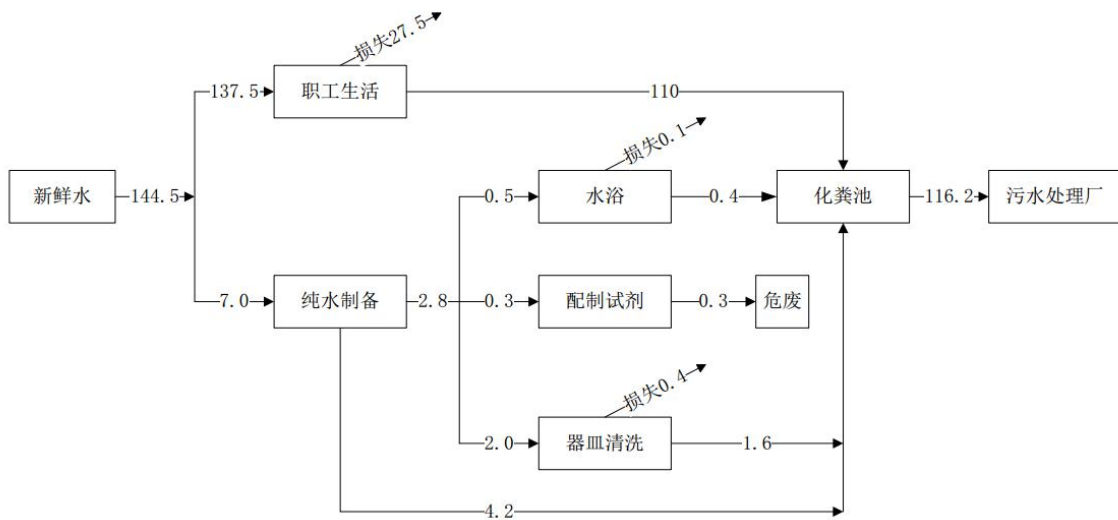 损失27.5
137.5
职工生活
110
损失0.1
新鲜水
144.5
0.5
水浴
0.4
化粪池
116.2
污水处理厂
7.0
纯水制备
2.8
0.3
配制试剂
0.3
危废
损失0.4
2.0
器皿清洗
1.6
4.2